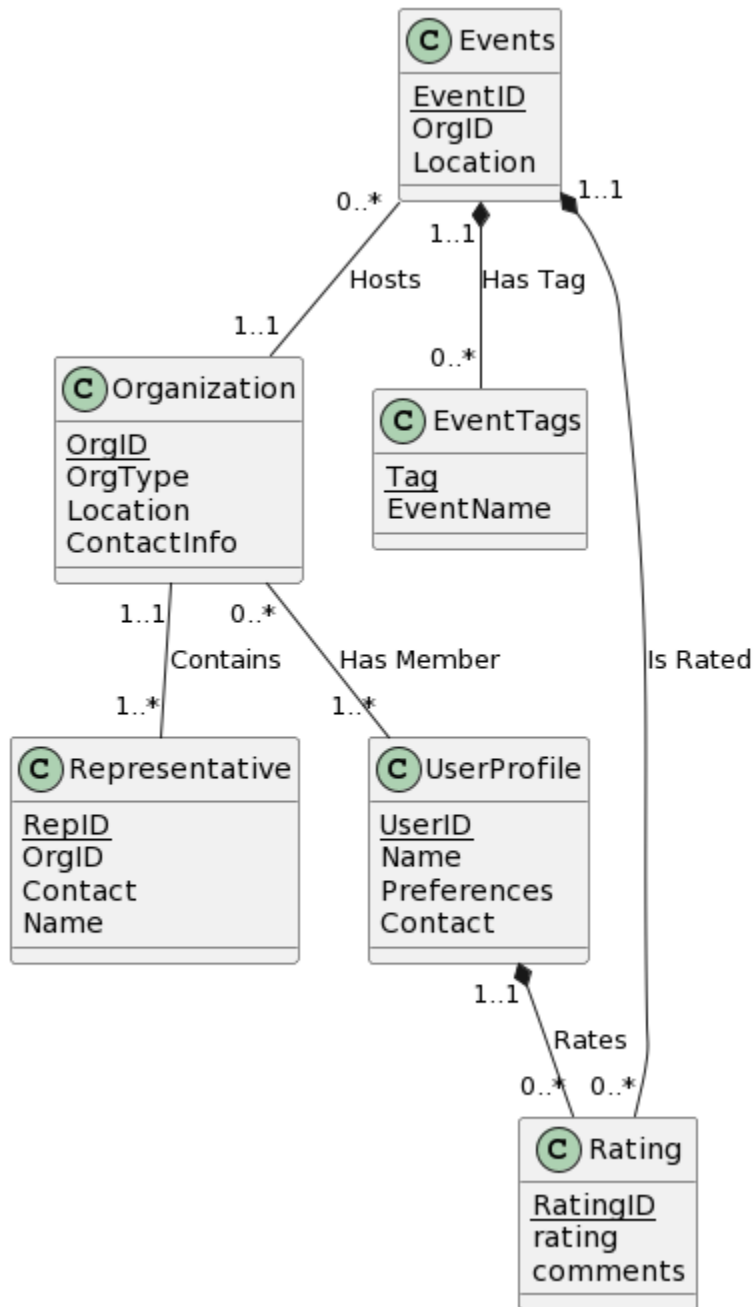 C Events
EventID
OrgID
Location
0..*
1..1
1..1
Hosts
Has Tag
1..1
0..*
C Organization
OrgID
OrgType
Location
ContactInfo
C EventTags
Tag
EventName
1..1
0..*
Contains
Has Member
Is Rated
1..*
1..*
C Representative
RepID
OrgID
Contact
Name
C UserProfile
UserID
Name
Preferences
Contact
1..1
Rates
0..*
0..*
C Rating
RatingID
rating
comments